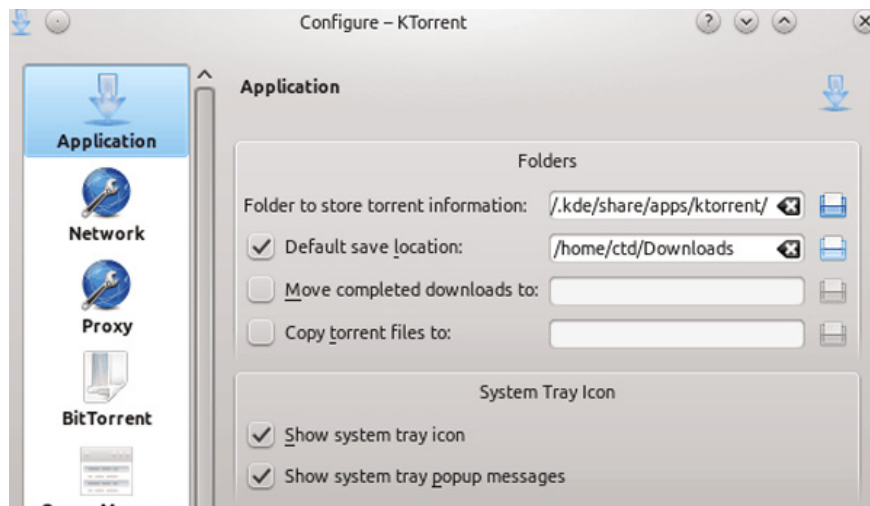 Configure – KTorrent
Application
Network
Proxy
BitTorrent
Application
Folders
Folder to store torrent information: /.kde/share/apps/ktorrent/
Default save location: /home/ctd/Downloads
Move completed downloads to:
Copy torrent files to:
System Tray Icon
Show system tray icon
Show system tray popup messages